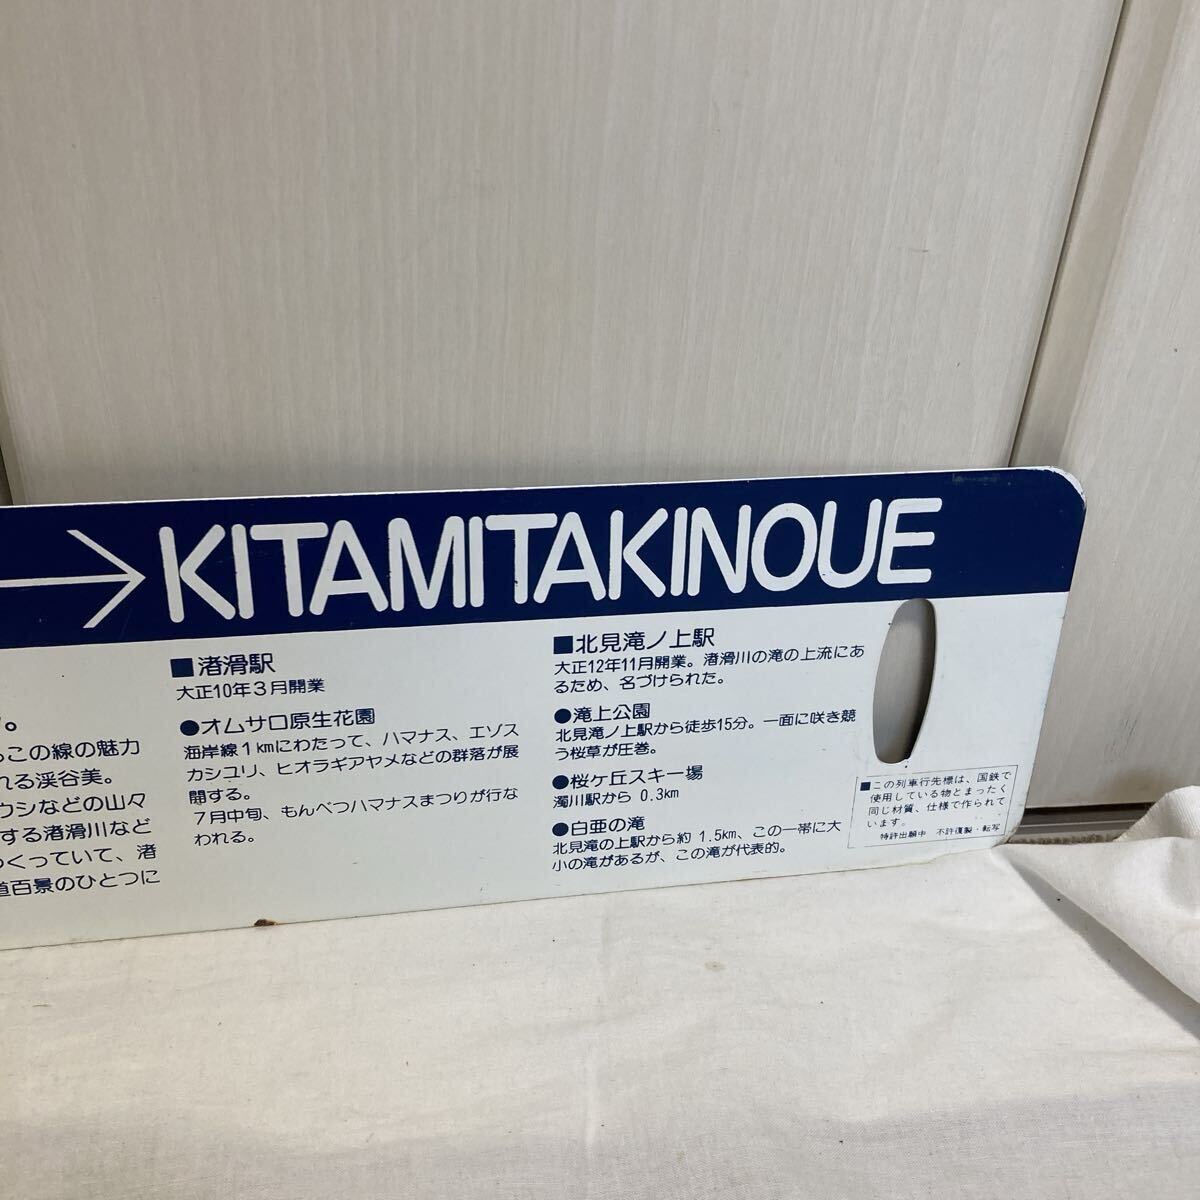 →KITAMITAKINOUE
。
この線の魅力
れる渓谷美。
ウシなどの山々
する渚滑川など
くっていて、渚
道百景のひとつに
■渚滑駅
大正10年3月開業
●オムサロ原生花園
海岸線1kmにわたって、ハマナス、エゾス
カシユリ、ヒオラギアヤメなどの群落が展
開する。
7月中旬、もんべつハマナスまつりが行な
われる。
■北見滝ノ上駅
大正12年11月開業。渚滑川の滝の上流にあ
るため、名づけられた。
●滝上公園
北見滝ノ上駅から徒歩15分。一面に咲き競
う桜草が圧巻。
●桜ケ丘スキー場
濁川駅から 0.3km
●白亜の滝
北見滝の上駅から約 1.5km、この一帯に大
小の滝があるが、この滝が代表的。
■この列車行先標は、国鉄で
使用している物とまったく
同じ材質、仕様で作られて
います。
特許出願中 不許復製・転写